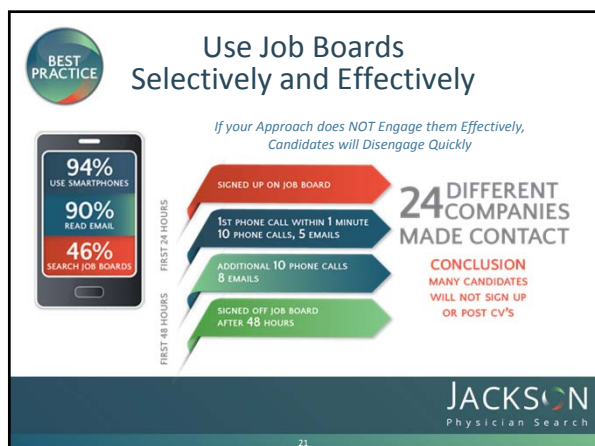 BEST
PRACTICE
Use Job Boards
Selectively and Effectively
If your Approach does NOT Engage them Effectively,
Candidates will Disengage Quickly
94%
USE SMARTPHONES
90%
READ EMAIL
46%
SEARCH JOB BOARDS
FIRST 24 HOURS
FIRST 48 HOURS
SIGNED UP ON JOB BOARD
1ST PHONE CALL WITHIN 1 MINUTE
10 PHONE CALLS, 5 EMAILS
ADDITIONAL 10 PHONE CALLS
8 EMAILS
SIGNED OFF JOB BOARD
AFTER 48 HOURS
24 DIFFERENT
COMPANIES
MADE CONTACT
CONCLUSION
MANY CANDIDATES
WILL NOT SIGN UP
OR POST CV'S
JACKSON
Physician Search
21